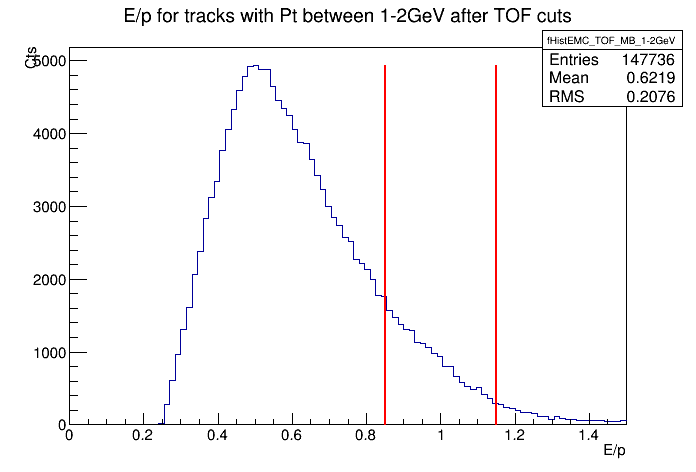 E/p for tracks with Pt between 1-2GeV after TOF cuts
fHistEMC_TOF_MB_1-2GeV
Entries 147736
Mean 0.6219
RMS 0.2076
Cts
5000
4000
3000
2000
1000
0
0 0.2 0.4 0.6 0.8 1 1.2 1.4
E/p